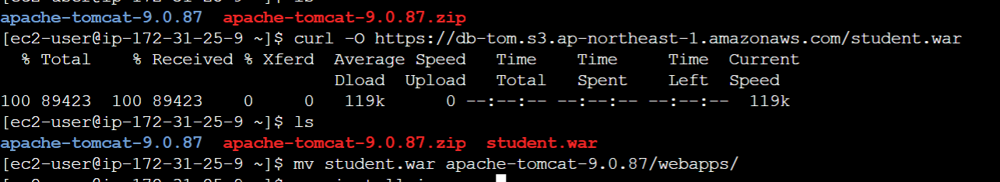 apache-tomcat-9.0.87 apache-tomcat-9.0.87.zip
[ec2-user@ip-172-31-25-9 ~]$ curl -O https://db-tom.s3.ap-northeast-1.amazonaws.com/student.war
% Total % Received % Xferd Average Speed Time Time Time Current
Dload Upload Total Spent Left Speed
100 89423 100 89423 0 0 119k 0 --:--:-- --:--:-- --:--:-- 119k
[ec2-user@ip-172-31-25-9 ~]$ ls
apache-tomcat-9.0.87 apache-tomcat-9.0.87.zip student.war
[ec2-user@ip-172-31-25-9 ~]$ mv student.war apache-tomcat-9.0.87/webapps/